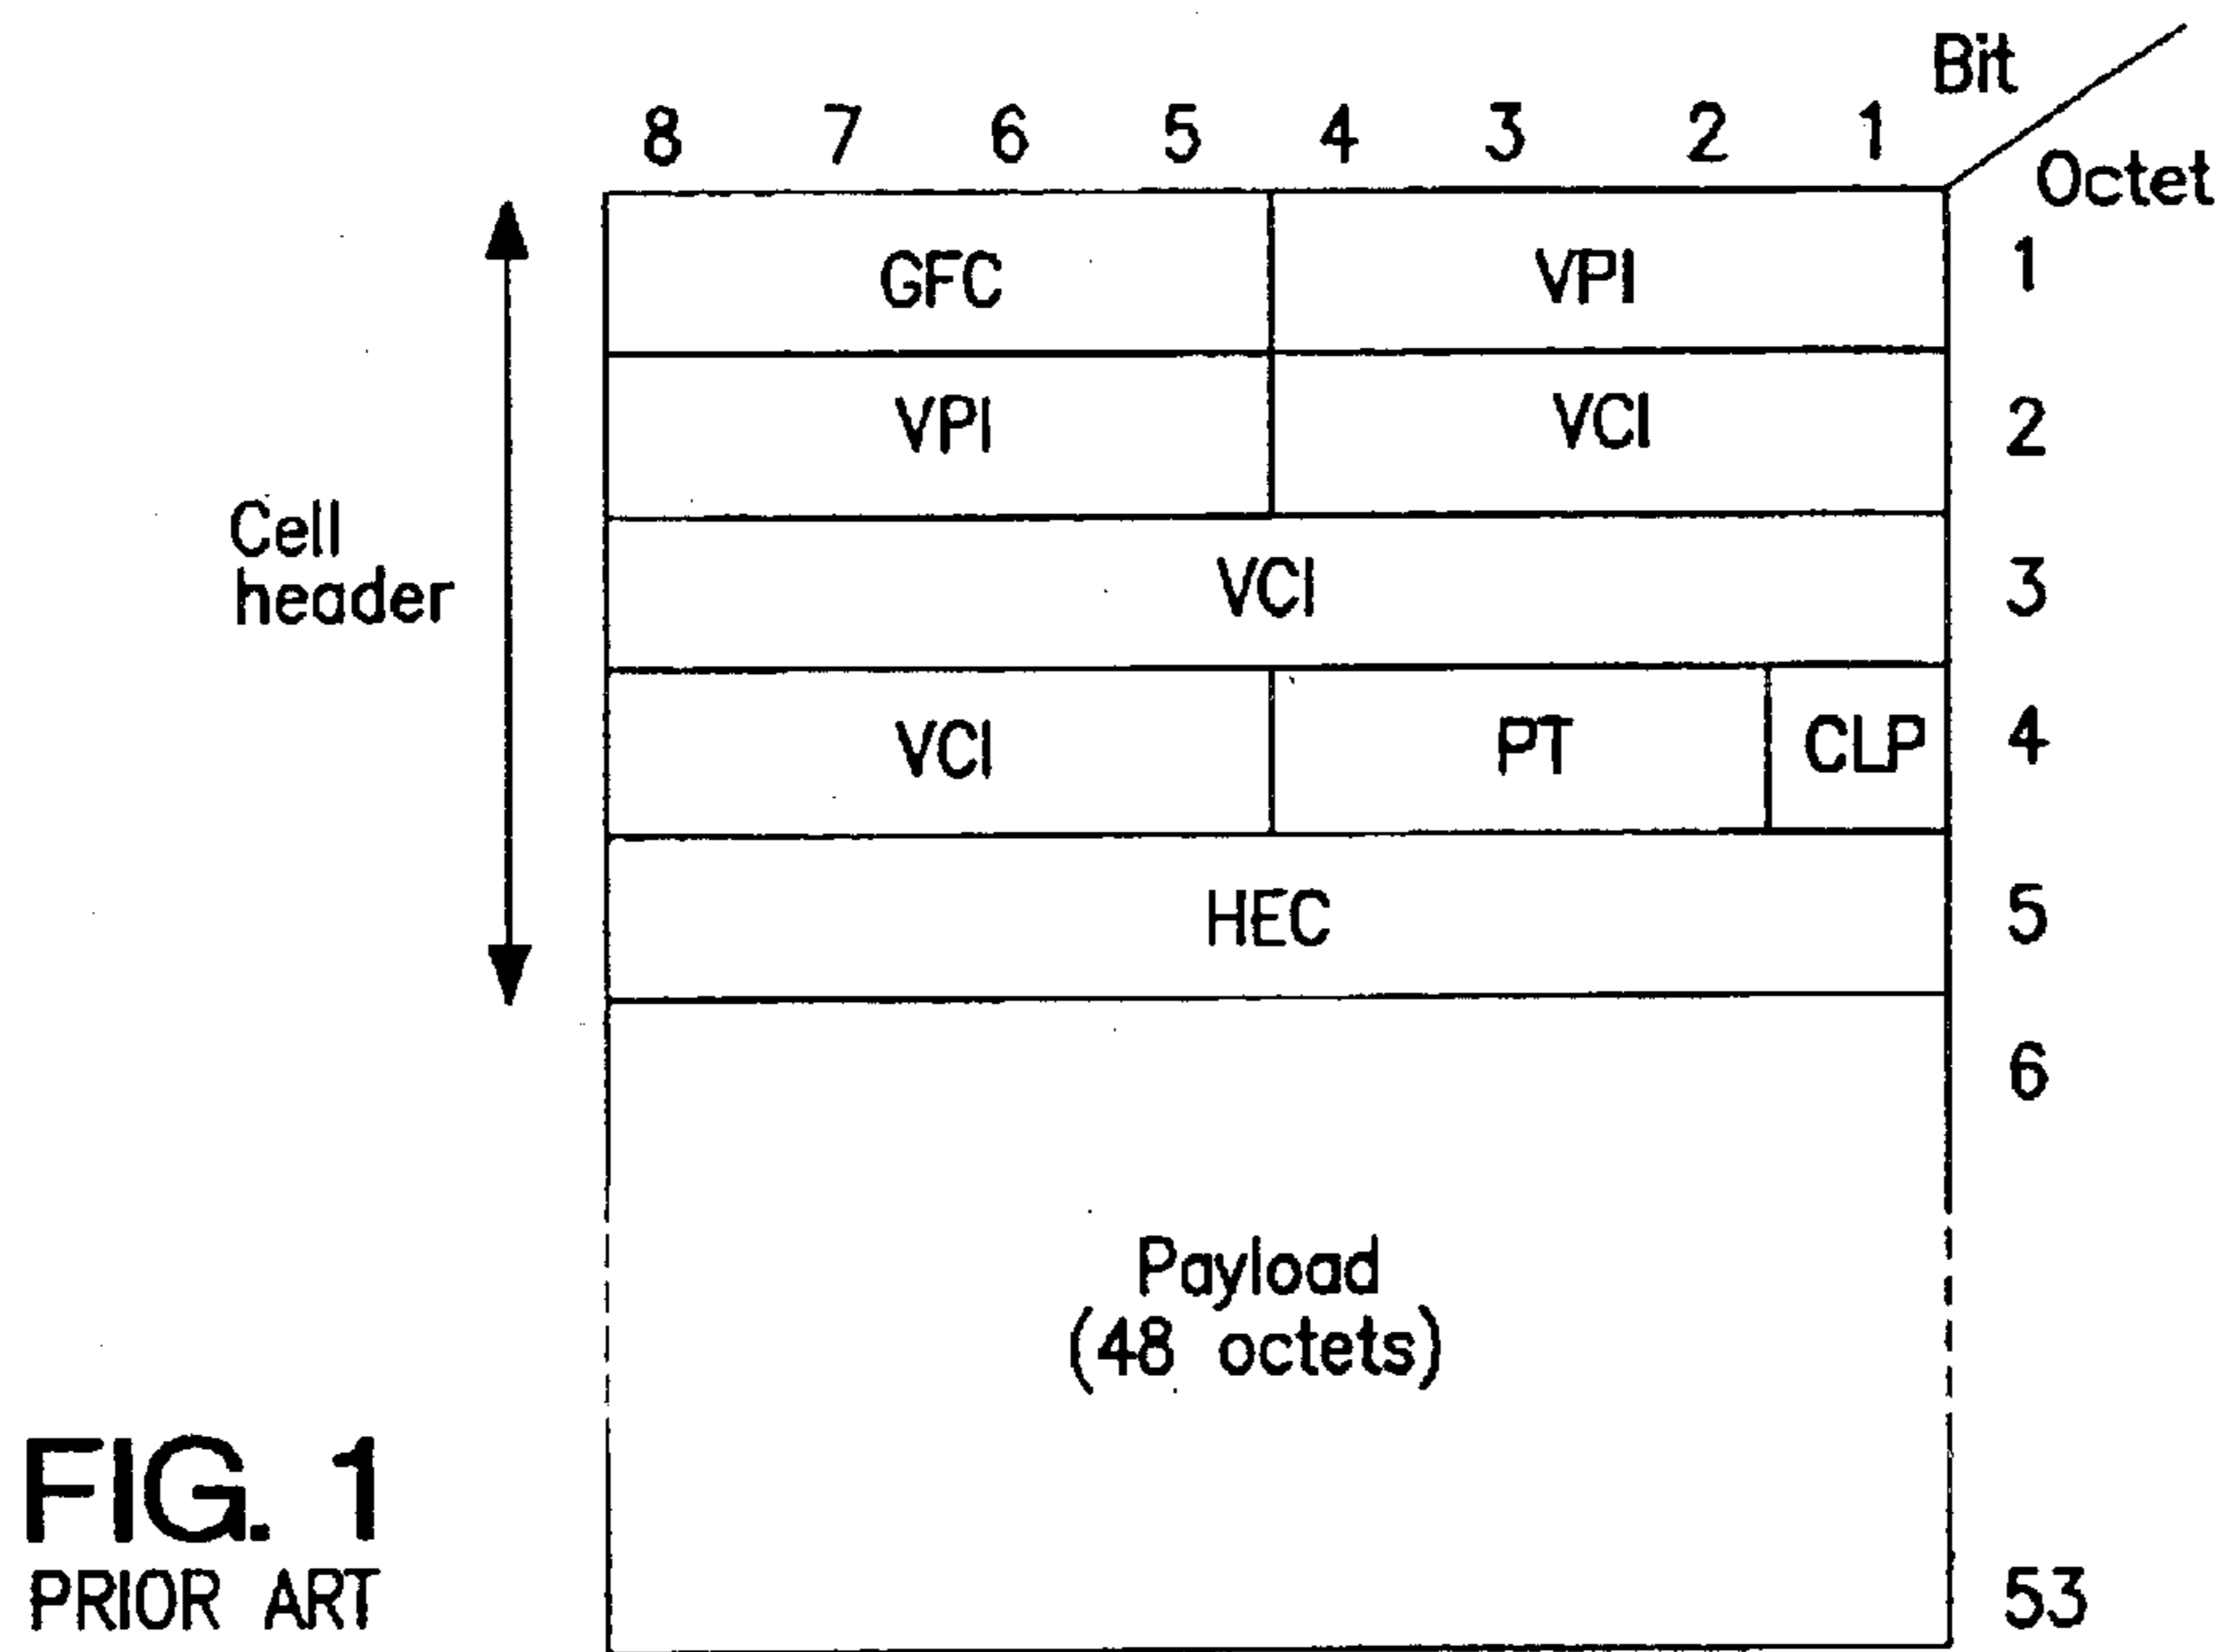 Bit
8 7 6 5 4 3 2 1
Octet
GFC VPI 1
VPI VCI 2
Cell
header
VCI 3
VCI PT CLP 4
HEC 5
6
Payload
(48 octets)
FIG. 1
PRIOR ART
53